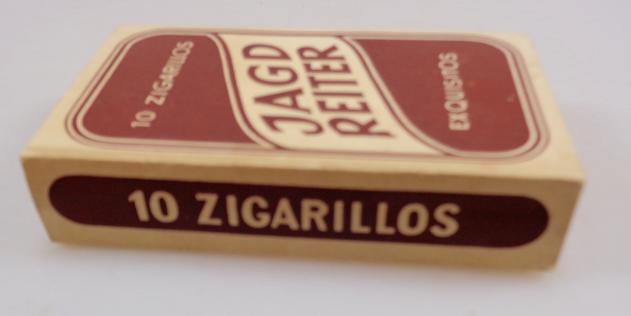 10 ZIGARILLOS
JAGD
REITER
EXQUISITOS
10 ZIGARILLOS